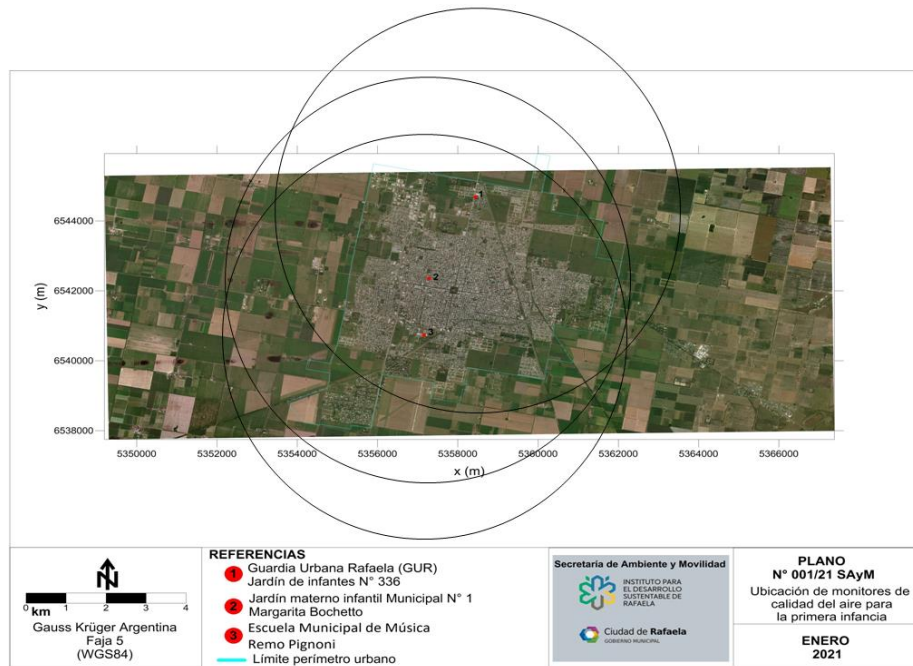 1
2
3
6544000
6542000
6540000
6538000
y (m)
5350000 5352000 5354000 5356000 5358000 5360000 5362000 5364000 5366000
x (m)
N
0 1 2 3 4
km
Gauss Krüger Argentina
Faja 5
(WGS84)
REFERENCIAS
1 Guardia Urbana Rafaela (GUR)
Jardín de infantes N° 336
2 Jardín materno infantil Municipal N° 1
Margarita Bochetto
3 Escuela Municipal de Música
Remo Pignoni
Límite perímetro urbano
Secretaría de Ambiente y Movilidad
INSTITUTO PARA
EL DESARROLLO
SUSTENTABLE DE
RAFAELA
Ciudad de Rafaela
GOBIERNO MUNICIPAL
PLANO
N° 001/21 SAyM
Ubicación de monitores de
calidad del aire para
la primera infancia
ENERO
2021